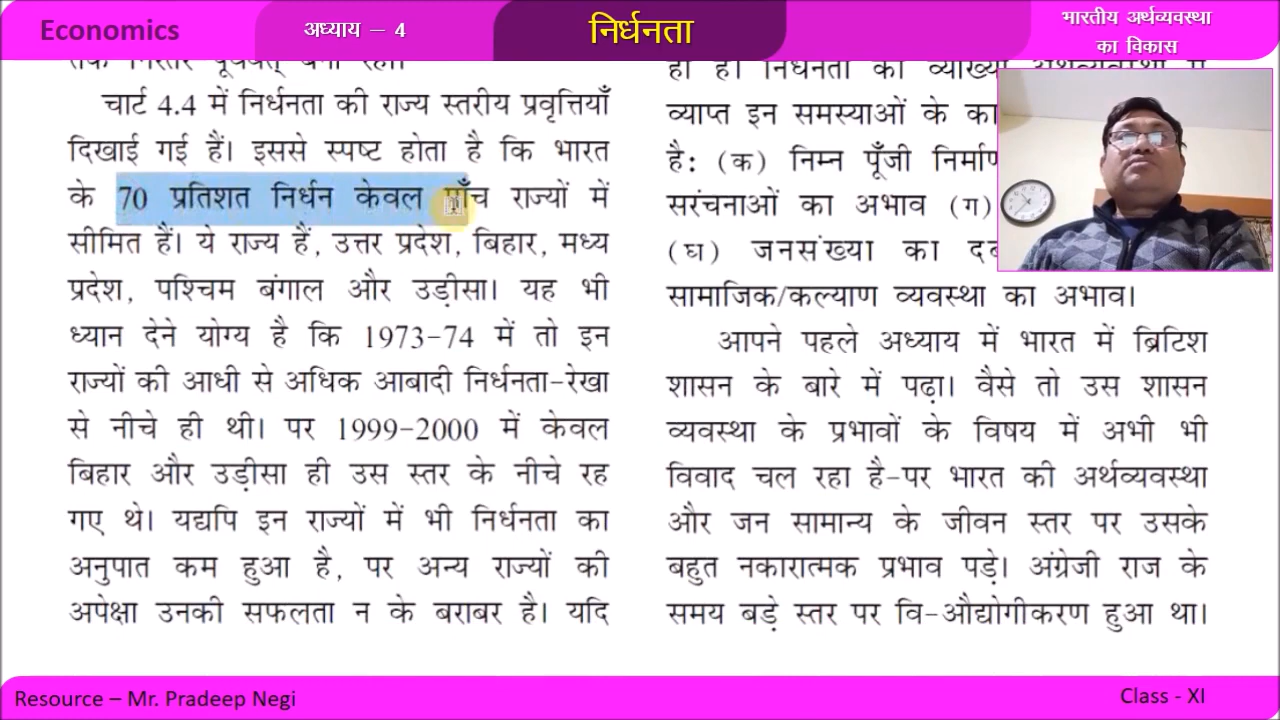 Economics
अध्याय – 4
निर्धनता
भारतीय अर्थव्यवस्था
का विकास
चार्ट 4.4 में निर्धनता की राज्य स्तरीय प्रवृत्तियाँ
दिखाई गई हैं। इससे स्पष्ट होता है कि भारत
के 70 प्रतिशत निर्धन केवल पाँच राज्यों में
सीमित हैं। ये राज्य हैं, उत्तर प्रदेश, बिहार, मध्य
प्रदेश, पश्चिम बंगाल और उड़ीसा। यह भी
ध्यान देने योग्य है कि 1973-74 में तो इन
राज्यों की आधी से अधिक आबादी निर्धनता-रेखा
से नीचे ही थी। पर 1999-2000 में केवल
बिहार और उड़ीसा ही उस स्तर के नीचे रह
गए थे। यद्यपि इन राज्यों में भी निर्धनता का
अनुपात कम हुआ है, पर अन्य राज्यों की
अपेक्षा उनकी सफलता न के बराबर है। यदि
ही है। निर्धनता की व्याख्या अर्थव्यवस्था में
व्याप्त इन समस्याओं के
है: (क) निम्न पूँजी निर्माण
सरंचनाओं का अभाव (ग)
(घ) जनसंख्या का
सामाजिक/कल्याण व्यवस्था का अभाव।
आपने पहले अध्याय में भारत में ब्रिटिश
शासन के बारे में पढ़ा। वैसे तो उस शासन
व्यवस्था के प्रभावों के विषय में अभी भी
विवाद चल रहा है-पर भारत की अर्थव्यवस्था
और जन सामान्य के जीवन स्तर पर उसके
बहुत नकारात्मक प्रभाव पड़े। अंग्रेजी राज के
समय बड़े स्तर पर वि-औद्योगीकरण हुआ था।
Resource – Mr. Pradeep Negi
Class - XI